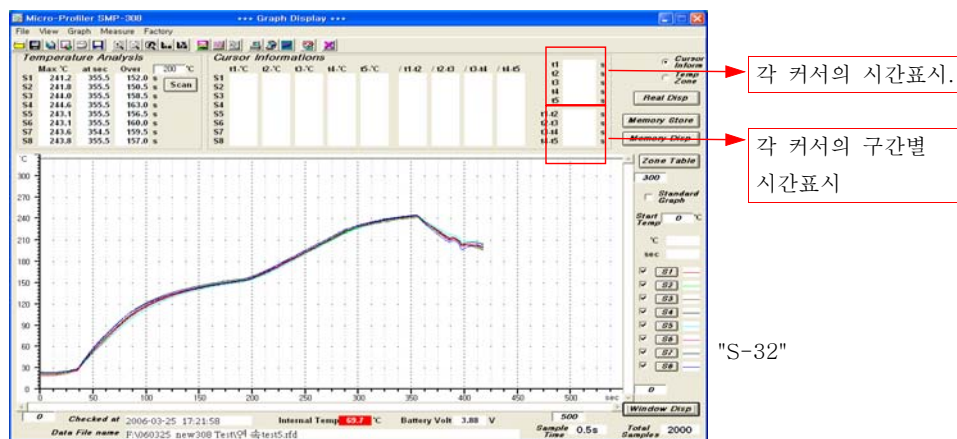 Micro-Profiler SMP-308 *** Graph Display ***
File View Graph Measure Factory
Temperature Analysis
Max °C at sec Over 200 °C
S1 241.2 355.5 152.0 s
S2 241.8 355.5 150.5 s
S3 244.0 355.5 158.5 s
S4 244.6 355.5 163.0 s
S5 243.1 355.5 156.5 s
S6 243.1 355.5 160.0 s
S7 243.6 354.5 159.5 s
S8 243.8 355.5 157.0 s
Scan
Cursor Informations
t1-°C t2-°C t3-°C t4-°C t5-°C / t1-t2 / t2-t3 / t3-t4 / t4-t5
S1
S2
S3
S4
S5
S6
S7
S8
t1 s
t2 s
t3 s
t4 s
t5 s
t1-t2 s
t2-t3 s
t3-t4 s
t4-t5 s
Cursor Inform
Temp Zone
Real Disp
Memory Store
Memory Disp
각 커서의 시간표시.
각 커서의 구간별
시간표시
Zone Table
300
Standard Graph
Start Temp 0 °C
°C
sec
S1
S2
S3
S4
S5
S6
S7
S8
"S-32"
0
Window Disp
°C
300
270
240
210
180
150
120
90
60
30
0
0 50 100 150 200 250 300 350 400 450 500 550 sec
0
500
Checked at 2006-03-25 17:21:58 Internal Temp 69.7 °C Battery Volt 3.88 V
Sample Time 0.5s Total Samples 2000
Data File name